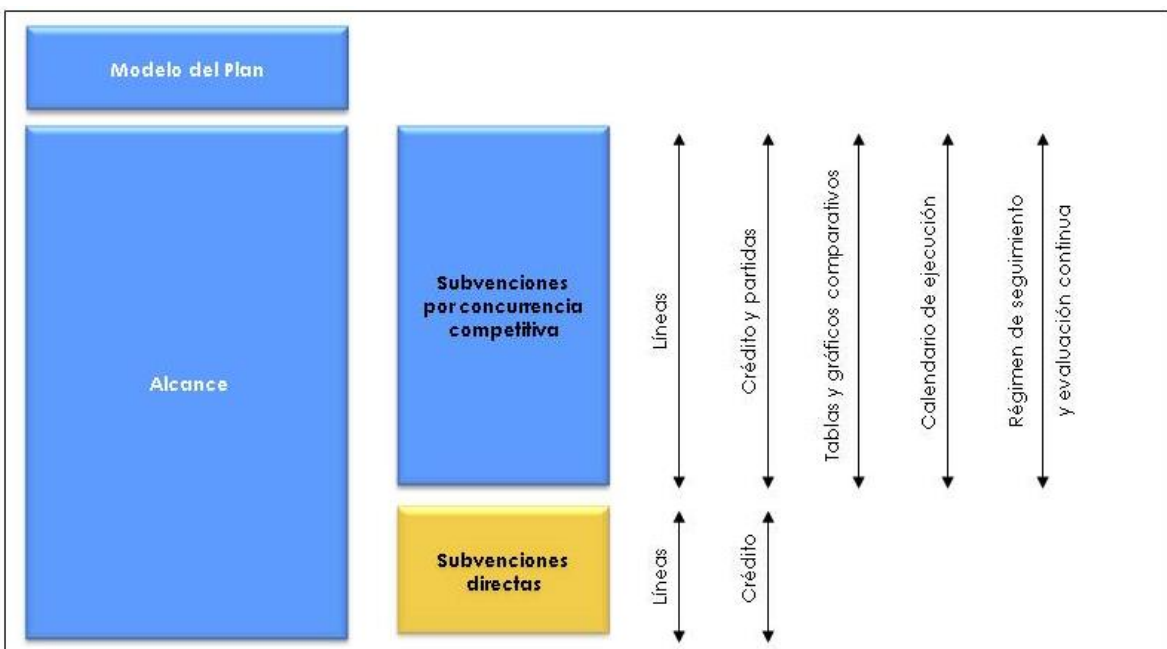 Modelo del Plan
Alcance
Subvenciones
por concurrencia
competitiva
Líneas
Crédito y partidas
Tablas y gráficos comparativos
Calendario de ejecución
Régimen de seguimiento
y evaluación continua
Subvenciones
directas
Líneas
Crédito